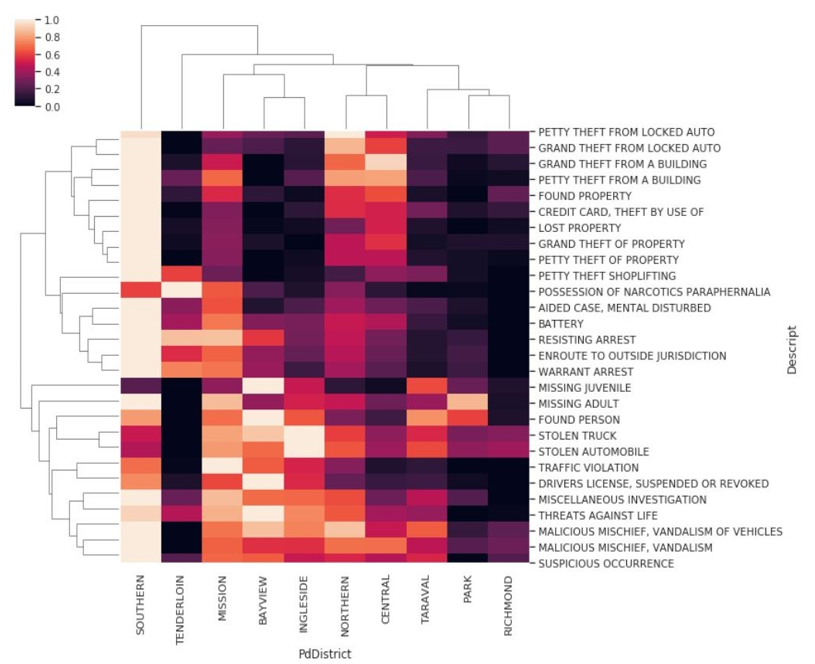 1.0
0.8
0.6
0.4
0.2
0.0
PETTY THEFT FROM LOCKED AUTO
GRAND THEFT FROM LOCKED AUTO
GRAND THEFT FROM A BUILDING
PETTY THEFT FROM A BUILDING
FOUND PROPERTY
CREDIT CARD, THEFT BY USE OF
LOST PROPERTY
GRAND THEFT OF PROPERTY
PETTY THEFT OF PROPERTY
PETTY THEFT SHOPLIFTING
POSSESSION OF NARCOTICS PARAPHERNALIA
AIDED CASE, MENTAL DISTURBED
BATTERY
RESISTING ARREST
ENROUTE TO OUTSIDE JURISDICTION
WARRANT ARREST
MISSING JUVENILE
MISSING ADULT
FOUND PERSON
STOLEN TRUCK
STOLEN AUTOMOBILE
TRAFFIC VIOLATION
DRIVERS LICENSE, SUSPENDED OR REVOKED
MISCELLANEOUS INVESTIGATION
THREATS AGAINST LIFE
MALICIOUS MISCHIEF, VANDALISM OF VEHICLES
MALICIOUS MISCHIEF, VANDALISM
SUSPICIOUS OCCURRENCE
Descript
SOUTHERN
TENDERLOIN
MISSION
BAYVIEW
INGLESIDE
NORTHERN
CENTRAL
TARAVAL
PARK
RICHMOND
PdDistrict